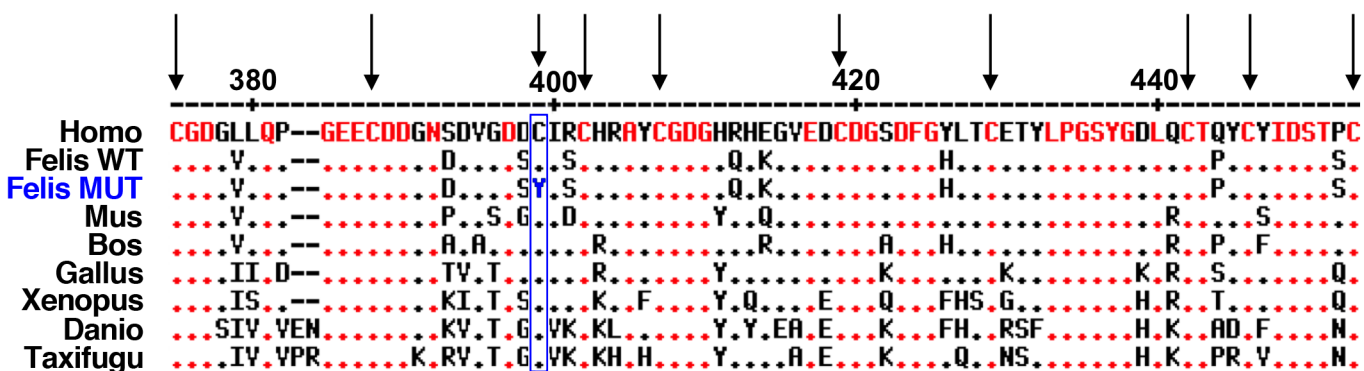 380 400 420 440
Homo CGDGLLQP--GEECDDGNSDVGDDCIRCHRAYCGDGHRHEGVEDCDGSDFGYLTCETYLPGSYGDLQCTQYCYIDSTPC
Felis WT ....V...--........D....S..S..........Q.K...........H.................P.......S.
Felis MUT ....V...--........D....SY.S..........Q.K...........H.................P.......S.
Mus ....V...--........P..S.G..D.........Y..Q..........................R.....S......
Bos ....V...--........A.A.......R..........R.......A...H..............R..P..F......
Gallus ....II.D--........TV.T......R.......Y..........K.......K........K.R..S.......Q.
Xenopus ....IS..--........KI.T.S....K..F....Y.Q....E...Q...FHS.G........H.R..T.......Q.
Danio ...SIV.VEN........KV.T.G.VK.KL......Y.Y.EA.E...K...FH..RSF......H.K..AD.F....N.
Taxifugu ....IV.VPR......K.RV.T.G.VK.KH.H....Y....A.E...K....Q..NS.......H.K..PR.V....N.